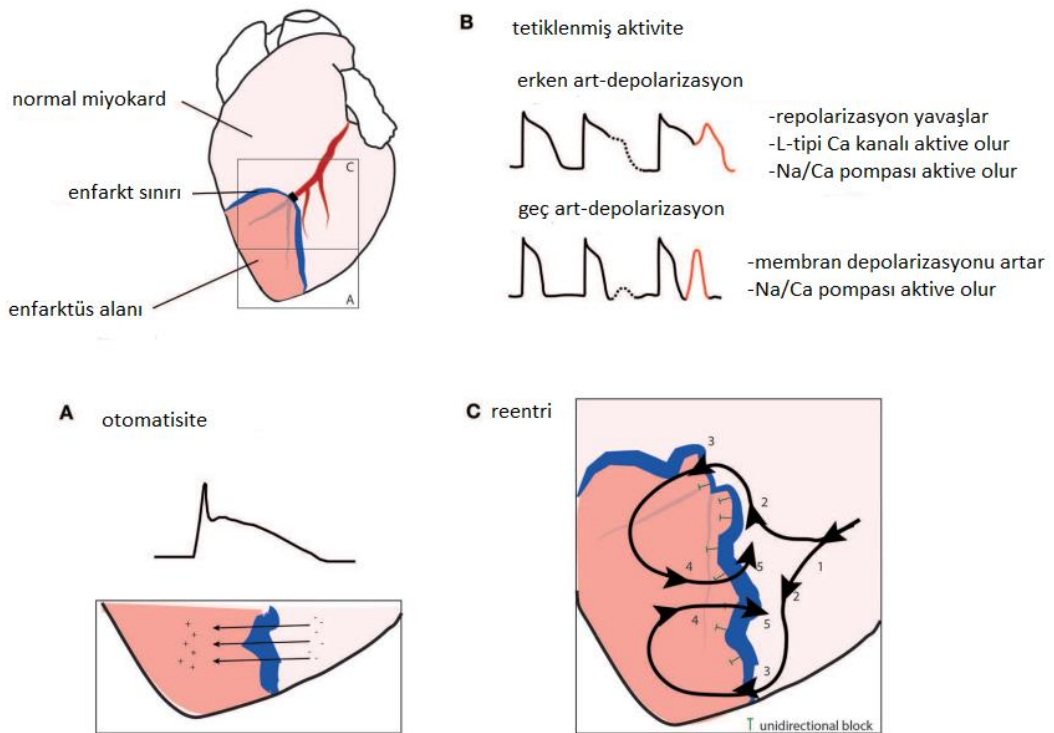 normal miyokard
enfarkt sınırı
enfarktüs alanı
C
A
B tetiklenmiş aktivite
erken art-depolarizasyon
-repolarizasyon yavaşlar
-L-tipi Ca kanalı aktive olur
-Na/Ca pompası aktive olur
geç art-depolarizasyon
-membran depolarizasyonu artar
-Na/Ca pompası aktive olur
A otomatisite
+ + + + + + +
- - - - - -
C reentri
3
2
1
4
5
2
4
5
3
unidirectional block